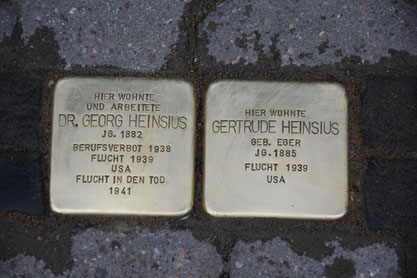 HIER WOHNTE
UND ARBEITETE
DR. GEORG HEINSIUS
JG. 1882
BERUFSVERBOT 1938
FLUCHT 1939
USA
FLUCHT IN DEN TOD
1941
HIER WOHNTE
GERTRUDE HEINSIUS
GEB. EGER
JG. 1885
FLUCHT 1939
USA